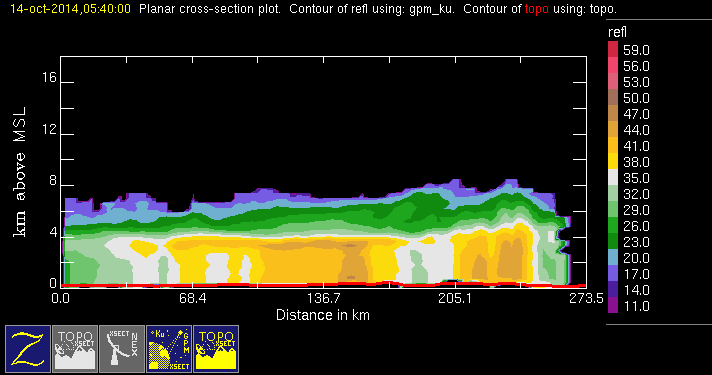 14-oct-2014,05:40:00 Planar cross-section plot. Contour of refl using: gpm_ku. Contour of topo using: topo.
refl
59.0
56.0
53.0
50.0
47.0
44.0
41.0
38.0
35.0
32.0
29.0
26.0
23.0
20.0
17.0
14.0
11.0
km above MSL
16
12
8
4
0
0.0 68.4 136.7 205.1 273.5
Distance in km
Z
TOPO
XSECT
XSECT
Ku
GPM
XSECT
TOPO
XSECT